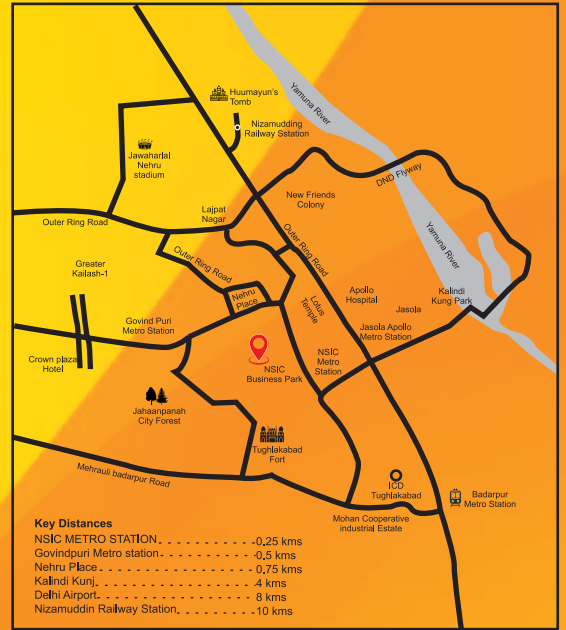 Huumayun's
Tomb
Yamuna River
Nizamudding
Railway Sstation
Jawaharlal
Nehru
stadium
DND Flyway
New Friends
Colony
Lajpat
Nagar
Outer Ring Road
Outer Ring Road
Yamuna River
Outer Ring Road
Greater
Kailash-1
Nehru
Place
Lotus
Temple
Apollo
Hospital
Kalindi
Kung Park
Jasola
Govind Puri
Metro Station
Jasola Apollo
Metro Station
NSIC
Metro
Station
Crown plaza
Hotel
NSIC
Business Park
Jahaanpanah
City Forest
Tughlakabad
Fort
Mehrauli badarpur Road
ICD
Tughlakabad
Badarpur
Metro Station
Mohan Cooperative
industrial Estate
Key Distances
NSIC METRO STATION - - - - - - - - - - - 0.25 kms
Govindpuri Metro station - - - - - - - - - - 0.5 kms
Nehru Place - - - - - - - - - - - - - - - - 0.75 kms
Kalindi Kunj - - - - - - - - - - - - - - - - 4 kms
Delhi Airport - - - - - - - - - - - - - - - - 8 kms
Nizamuddin Railway Station - - - - - - - - 10 kms